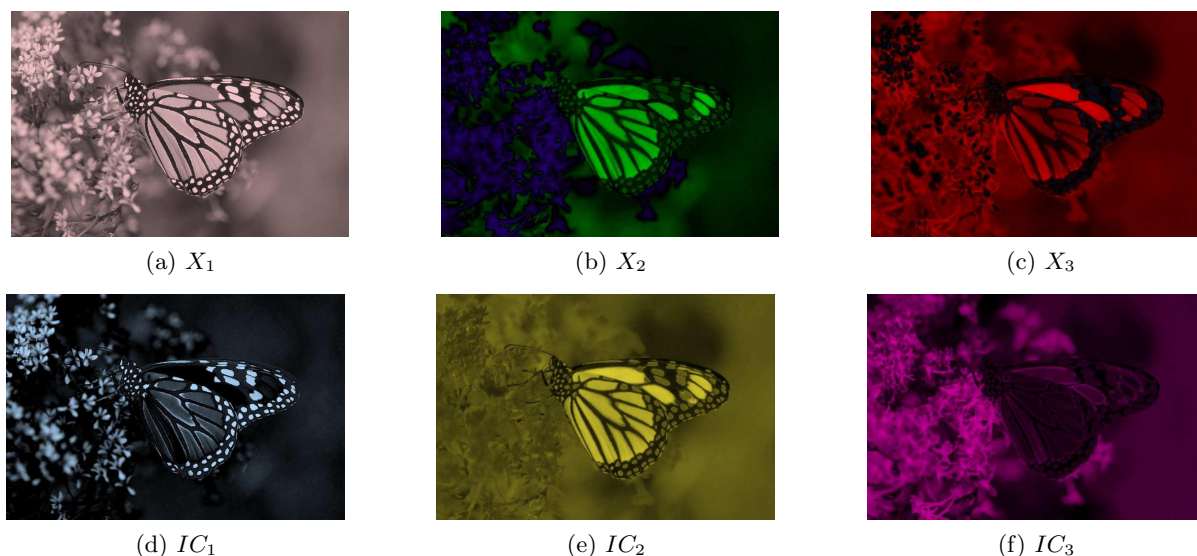 (a) X₁
(b) X₂
(c) X₃
(d) IC₁
(e) IC₂
(f) IC₃